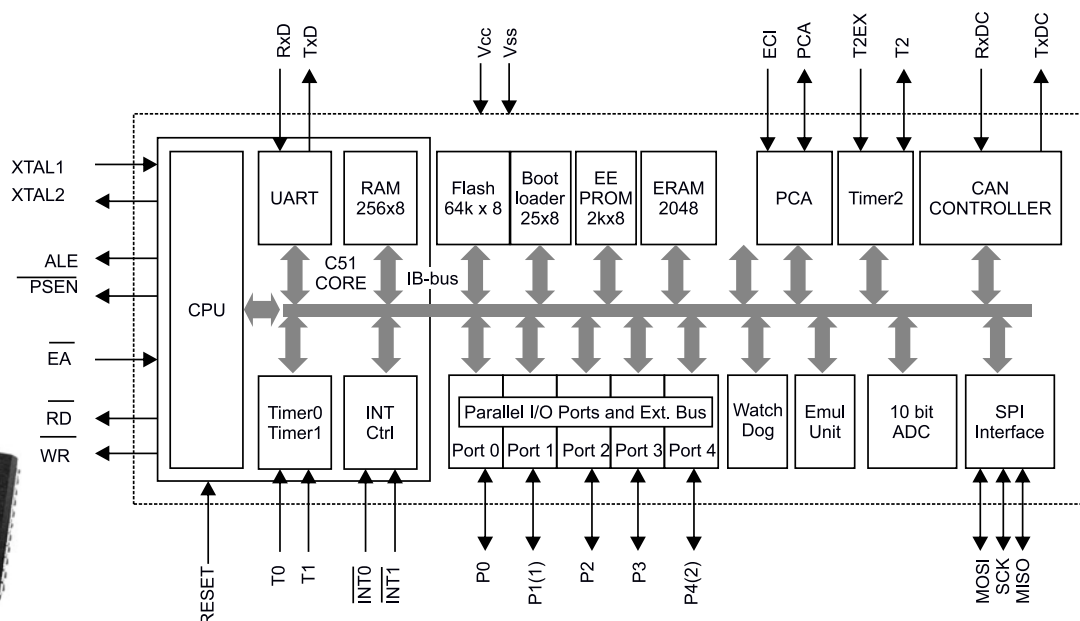 RxD
TxD
Vcc
Vss
ECI
PCA
T2EX
T2
RxDC
TxDC
XTAL1
XTAL2
ALE
PSEN
EA
RD
WR
CPU
UART
RAM
256x8
Flash
64k x 8
Boot
loader
25x8
EE
PROM
2kx8
ERAM
2048
PCA
Timer2
CAN
CONTROLLER
C51
CORE
IB-bus
Timer0
Timer1
INT
Ctrl
Parallel I/O Ports and Ext. Bus
Port 0
Port 1
Port 2
Port 3
Port 4
Watch
Dog
Emul
Unit
10 bit
ADC
SPI
Interface
RESET
T0
T1
INT0
INT1
P0
P1(1)
P2
P3
P4(2)
MOSI
SCK
MISO